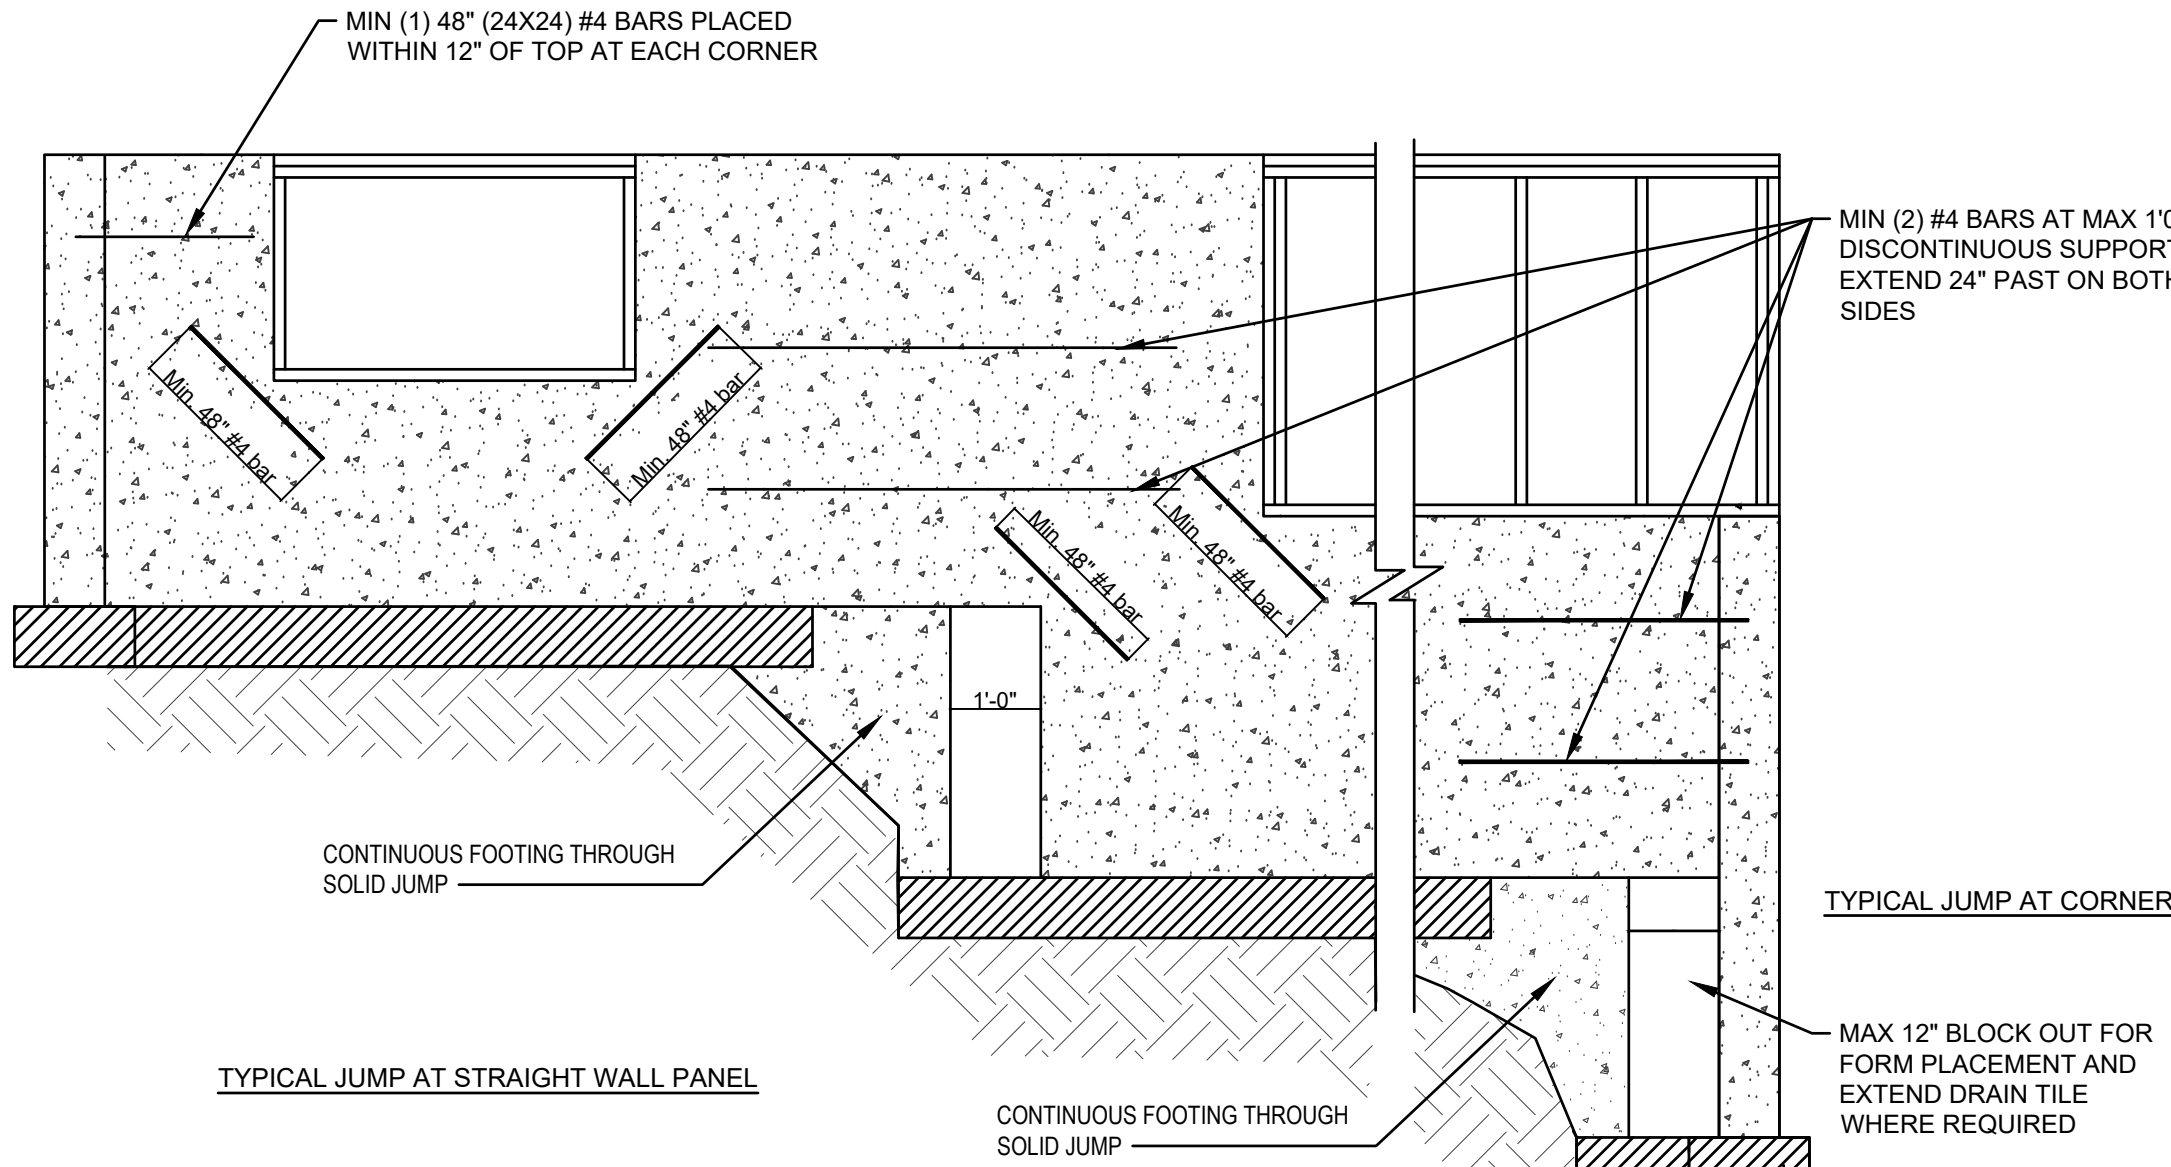 MIN (1) 48" (24X24) #4 BARS PLACED
WITHIN 12" OF TOP AT EACH CORNER
MIN (2) #4 BARS AT MAX 1'0
DISCONTINUOUS SUPPORT
EXTEND 24" PAST ON BOTH
SIDES
Min. 48" #4 bar
Min. 48" #4 bar
Min. 48" #4 bar
Min. 48" #4 bar
1'-0"
CONTINUOUS FOOTING THROUGH
SOLID JUMP
TYPICAL JUMP AT CORNER
TYPICAL JUMP AT STRAIGHT WALL PANEL
MAX 12" BLOCK OUT FOR
FORM PLACEMENT AND
EXTEND DRAIN TILE
WHERE REQUIRED
CONTINUOUS FOOTING THROUGH
SOLID JUMP